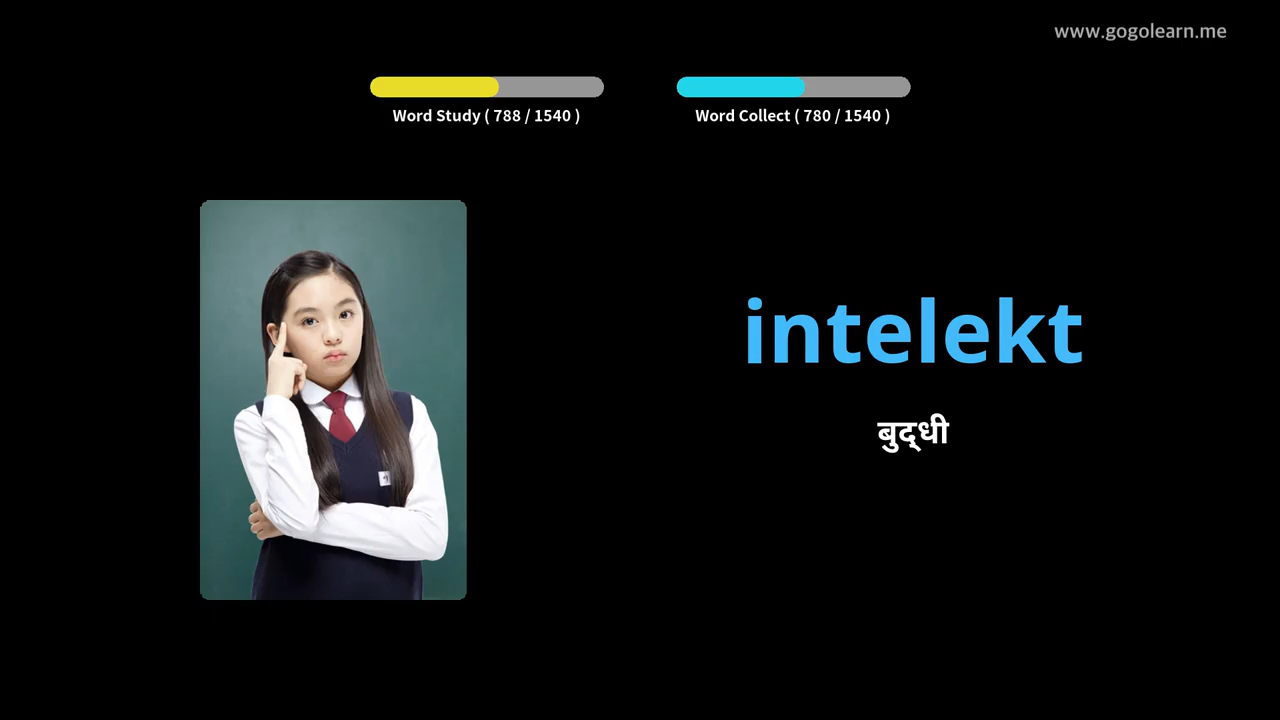 www.gogolearn.me
Word Study ( 788 / 1540 )
Word Collect ( 780 / 1540 )
intelekt
बुद्‌धी